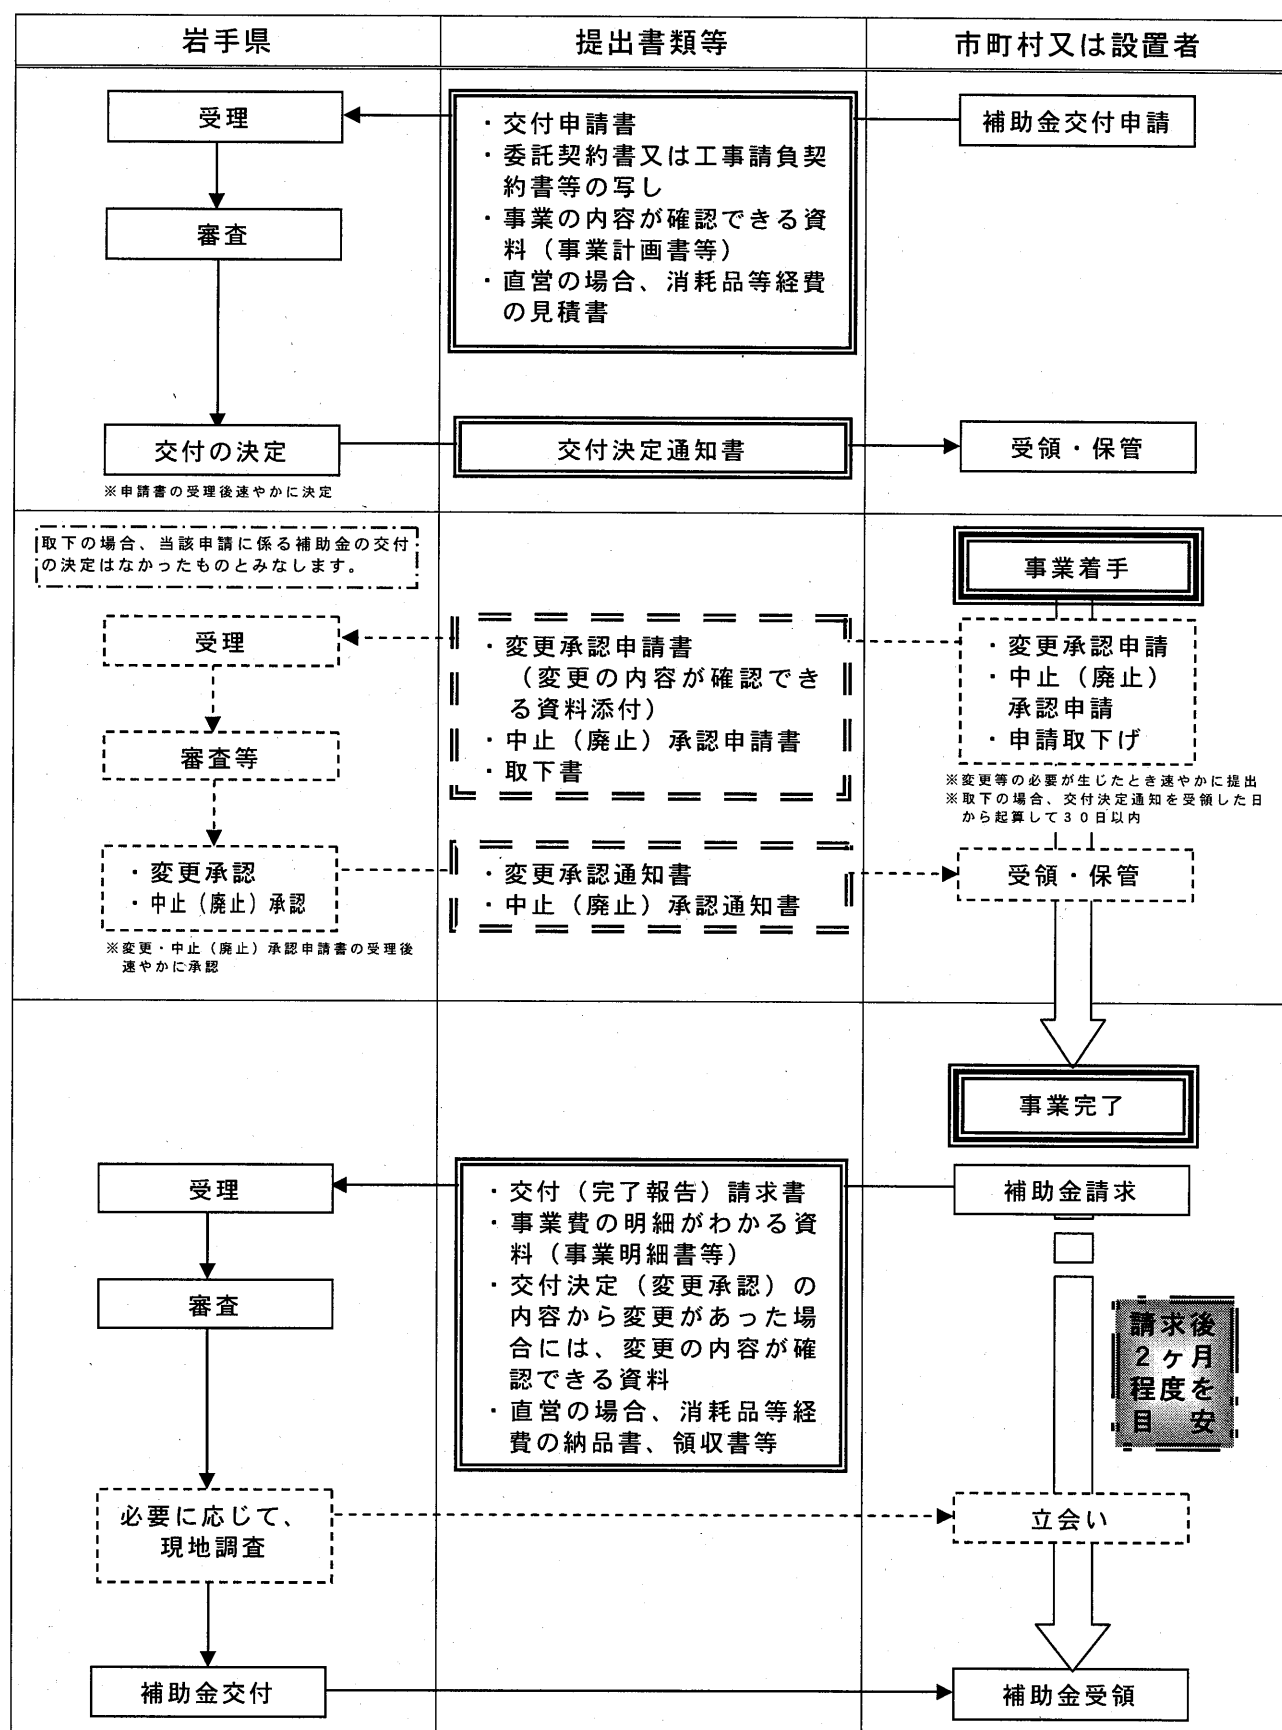 岩手県
提出書類等
市町村又は設置者
受理
・交付申請書
・委託契約書又は工事請負契
約書等の写し
・事業の内容が確認できる資
料（事業計画書等）
・直営の場合、消耗品等経費
の見積書
補助金交付申請
審査
交付の決定
※申請書の受理後速やかに決定
交付決定通知書
受領・保管
取下の場合、当該申請に係る補助金の交付
の決定はなかったものとみなします。
事業着手
受理
・変更承認申請書
（変更の内容が確認でき
る資料添付）
・中止（廃止）承認申請書
・取下書
・変更承認申請
・中止（廃止）
承認申請
・申請取下げ
※変更等の必要が生じたとき速やかに提出
※取下の場合、交付決定通知を受領した日
から起算して３０日以内
審査等
・変更承認
・中止（廃止）承認
※変更・中止（廃止）承認申請書の受理後
速やかに承認
・変更承認通知書
・中止（廃止）承認通知書
受領・保管
事業完了
受理
・交付（完了報告）請求書
・事業費の明細がわかる資
料（事業明細書等）
・交付決定（変更承認）の
内容から変更があった場
合には、変更の内容が確
認できる資料
・直営の場合、消耗品等経
費の納品書、領収書等
補助金請求
審査
請求後
２ヶ月
程度を
目　安
必要に応じて、
現地調査
立会い
補助金交付
補助金受領